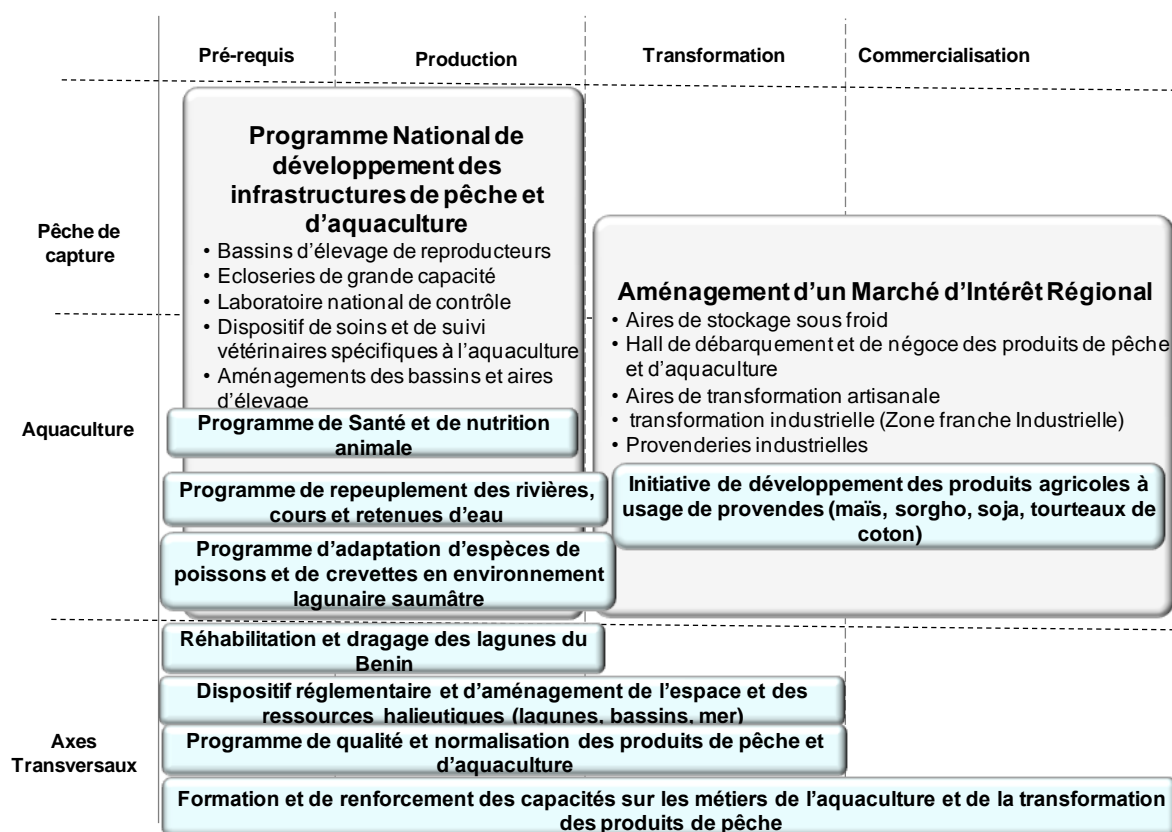 Pré-requis
Production
Transformation
Commercialisation
Programme National de
développement des
infrastructures de pêche et
d’aquaculture
• Bassins d’élevage de reproducteurs
• Ecloseries de grande capacité
• Laboratoire national de contrôle
• Dispositif de soins et de suivi
vétérinaires spécifiques à l’aquaculture
• Aménagements des bassins et aires
d’élevage
Pêche de
capture
Aménagement d’un Marché d’Intérêt Régional
• Aires de stockage sous froid
• Hall de débarquement et de négoce des produits de pêche
et d’aquaculture
• Aires de transformation artisanale
• transformation industrielle (Zone franche Industrielle)
• Provenderies industrielles
Aquaculture
Programme de Santé et de nutrition
animale
Programme de repeuplement des rivières,
cours et retenues d’eau
Initiative de développement des produits agricoles à
usage de provendes (maïs, sorgho, soja, tourteaux de
coton)
Programme d’adaptation d’espèces de
poissons et de crevettes en environnement
lagunaire saumâtre
Réhabilitation et dragage des lagunes du
Benin
Dispositif réglementaire et d’aménagement de l’espace et des
ressources halieutiques (lagunes, bassins, mer)
Axes
Transversaux
Programme de qualité et normalisation des produits de pêche et
d’aquaculture
Formation et de renforcement des capacités sur les métiers de l’aquaculture et de la transformation
des produits de pêche